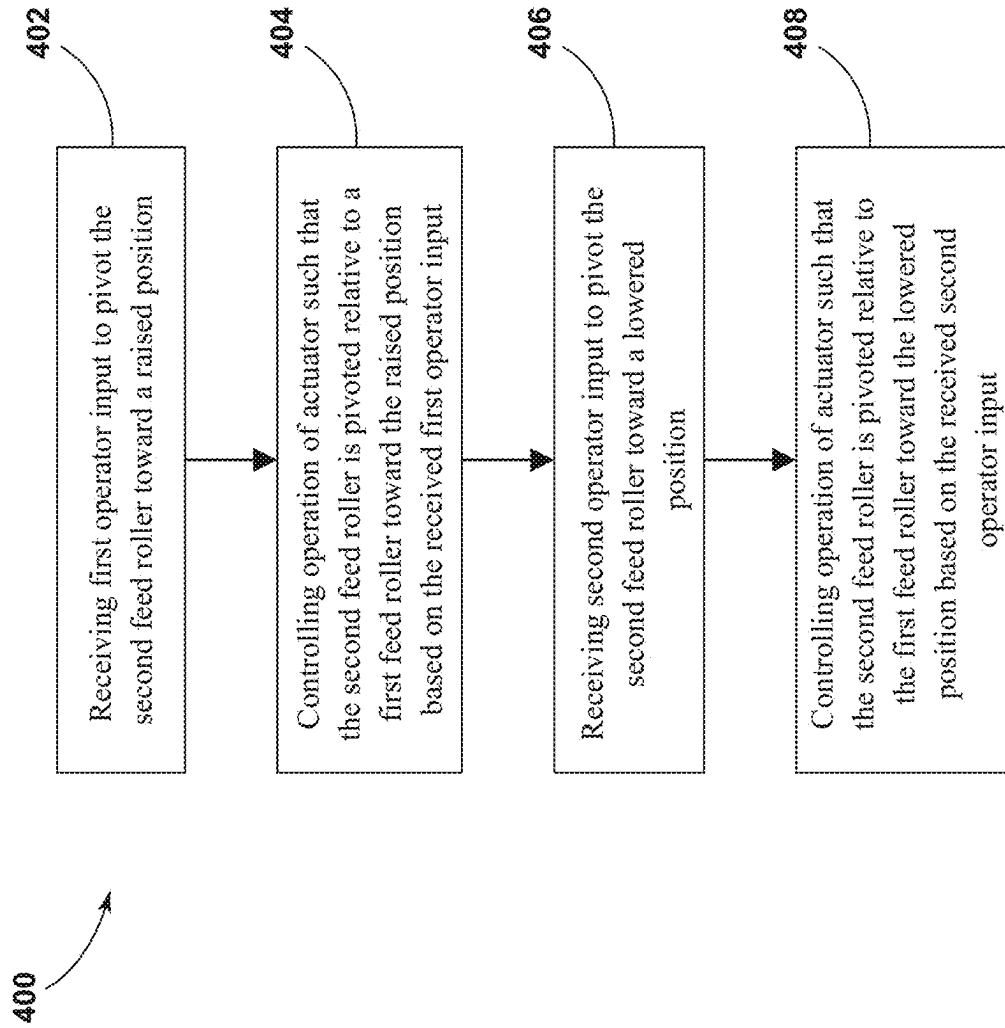 400
402
Receiving first operator input to pivot the
second feed roller toward a raised position
404
Controlling operation of actuator such that
the second feed roller is pivoted relative to a
first feed roller toward the raised position
based on the received first operator input
406
Receiving second operator input to pivot the
second feed roller toward a lowered
position
408
Controlling operation of actuator such that
the second feed roller is pivoted relative to
the first feed roller toward the lowered
position based on the received second
operator input